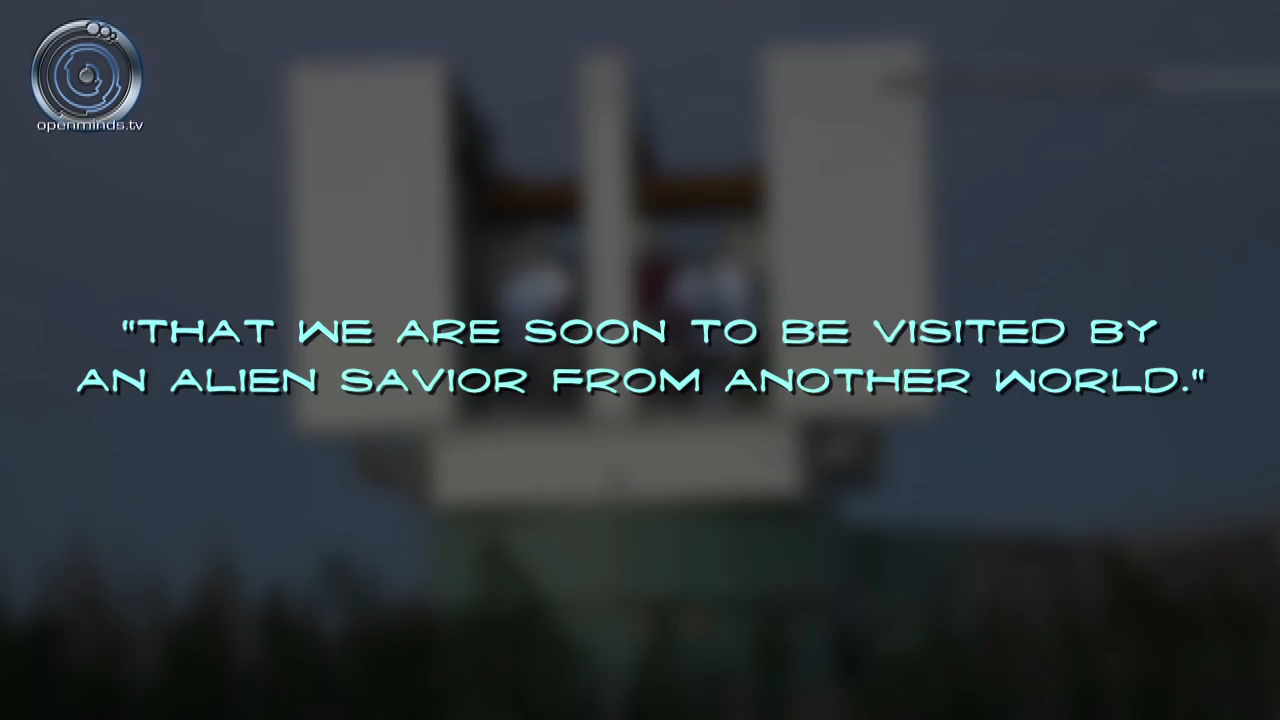 openminds.tv
"THAT WE ARE SOON TO BE VISITED BY
AN ALIEN SAVIOR FROM ANOTHER WORLD."